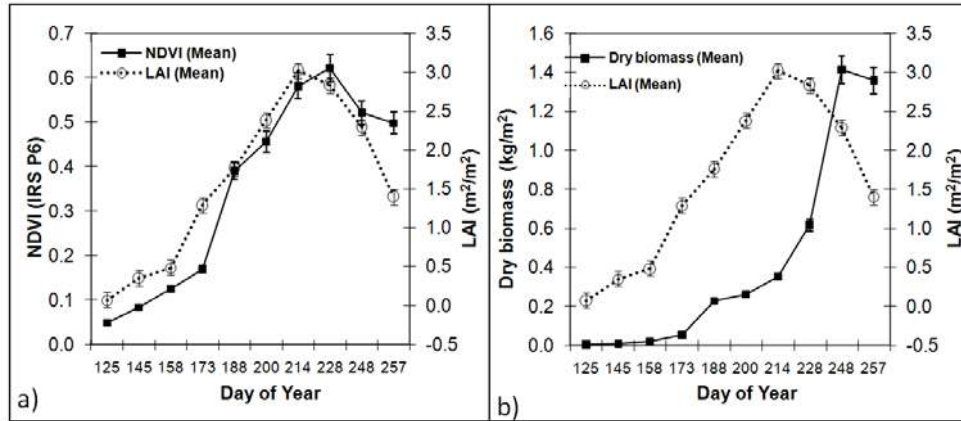 NDVI (Mean)
LAI (Mean)
NDVI (IRS P6)
0.7
0.6
0.5
0.4
0.3
0.2
0.1
0.0
LAI (m²/m²)
3.5
3.0
2.5
2.0
1.5
1.0
0.5
0.0
-0.5
125 145 158 173 188 200 214 228 248 257
Day of Year
a)
Dry biomass (Mean)
LAI (Mean)
Dry biomass (kg/m²)
1.6
1.4
1.2
1.0
0.8
0.6
0.4
0.2
0.0
LAI (m²/m²)
3.5
3.0
2.5
2.0
1.5
1.0
0.5
0.0
-0.5
125 145 158 173 188 200 214 228 248 257
Day of Year
b)